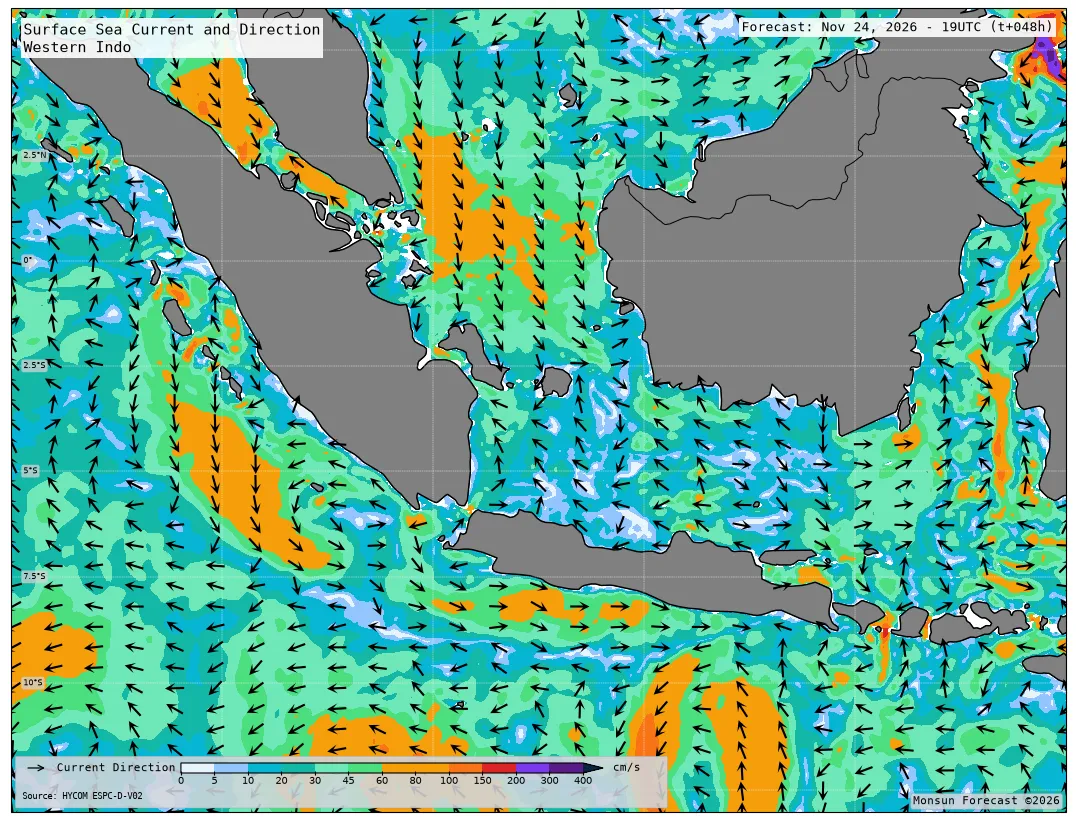 Surface Sea Current and Direction
Western Indo
Forecast: Nov 24, 2026 - 19UTC (t+048h)
2.5°N
0°
2.5°S
5°S
7.5°S
10°S
Current Direction
0 5 10 20 30 45 60 80 100 150 200 300 400
cm/s
Source: HYCOM ESPC-D-V02
Monsun Forecast ©2026